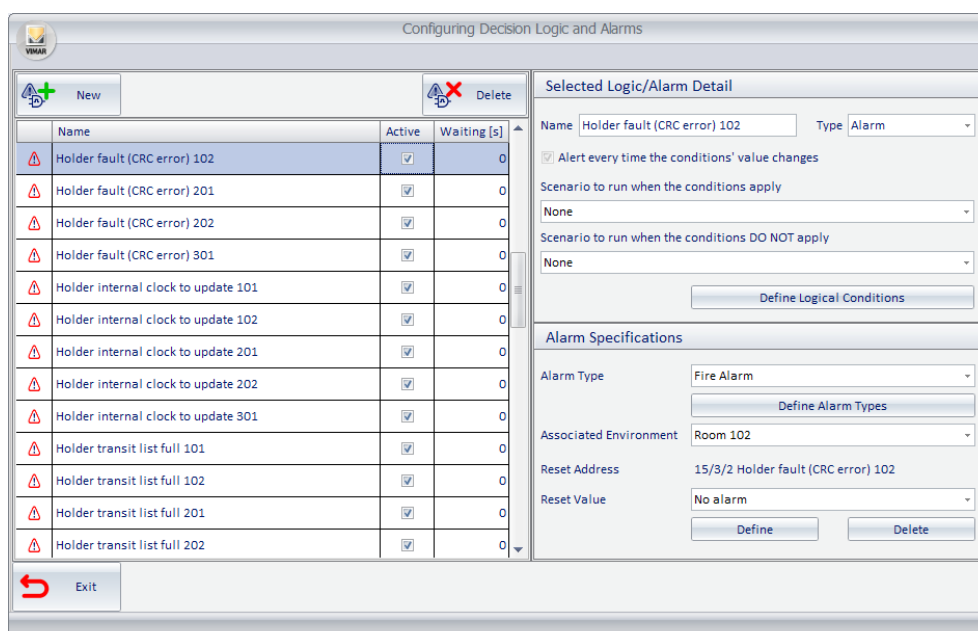 Configuring Decision Logic and Alarms
VIMAR
New
Delete
Name Active Waiting [s]
Holder fault (CRC error) 102 0
Holder fault (CRC error) 201 0
Holder fault (CRC error) 202 0
Holder fault (CRC error) 301 0
Holder internal clock to update 101 0
Holder internal clock to update 102 0
Holder internal clock to update 201 0
Holder internal clock to update 202 0
Holder internal clock to update 301 0
Holder transit list full 101 0
Holder transit list full 102 0
Holder transit list full 201 0
Holder transit list full 202 0
Exit
Selected Logic/Alarm Detail
Name Holder fault (CRC error) 102 Type Alarm
Alert every time the conditions' value changes
Scenario to run when the conditions apply
None
Scenario to run when the conditions DO NOT apply
None
Define Logical Conditions
Alarm Specifications
Alarm Type Fire Alarm
Define Alarm Types
Associated Environment Room 102
Reset Address 15/3/2 Holder fault (CRC error) 102
Reset Value No alarm
Define Delete